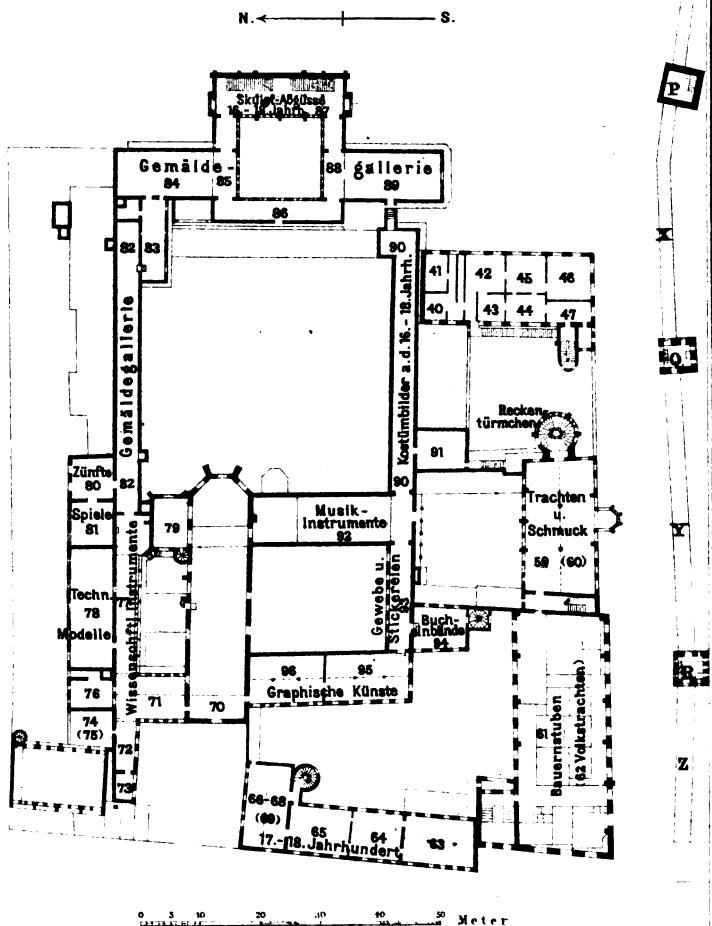 N. S.
P
Skulpt.-Abgüsse
16.-18. Jahrh. 87
Gemälde- gallerie
84 85 88 89
86
82 83
90
X
41 42 45 46
40 43 44 47
Gemäldegallerie
Kostümbilder a.d. 16.-18. Jahrh.
Q
Recken
türmchen
91
Zünfte
80
82
90
Spiele
81
79
Musik-
Instrumente
92
Trachten
u.
Schmuck
59 (60)
Y
Wissenschftl. Instrumente
77
Techn.
78
Modelle
Gewebe u.
Stickereien
93
Buch-
einbände
94
96 95
Graphische Künste
76
71 70
74
(75)
72
73
61
Bauernstuben
(62 Volkstrachten)
R
Z
66-68
(69)
65 64 63
17.-18. Jahrhundert
0 5 10 20 30 40 50 Meter